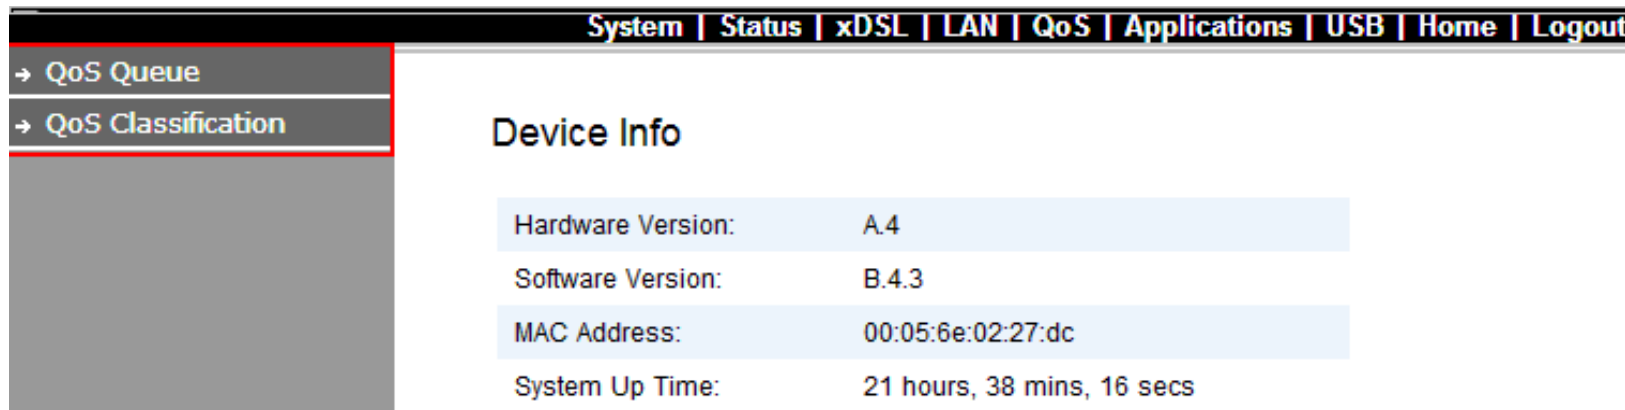 System | Status | xDSL | LAN | QoS | Applications | USB | Home | Logout
QoS Queue
QoS Classification
Device Info
Hardware Version: A.4
Software Version: B.4.3
MAC Address: 00:05:6e:02:27:dc
System Up Time: 21 hours, 38 mins, 16 secs